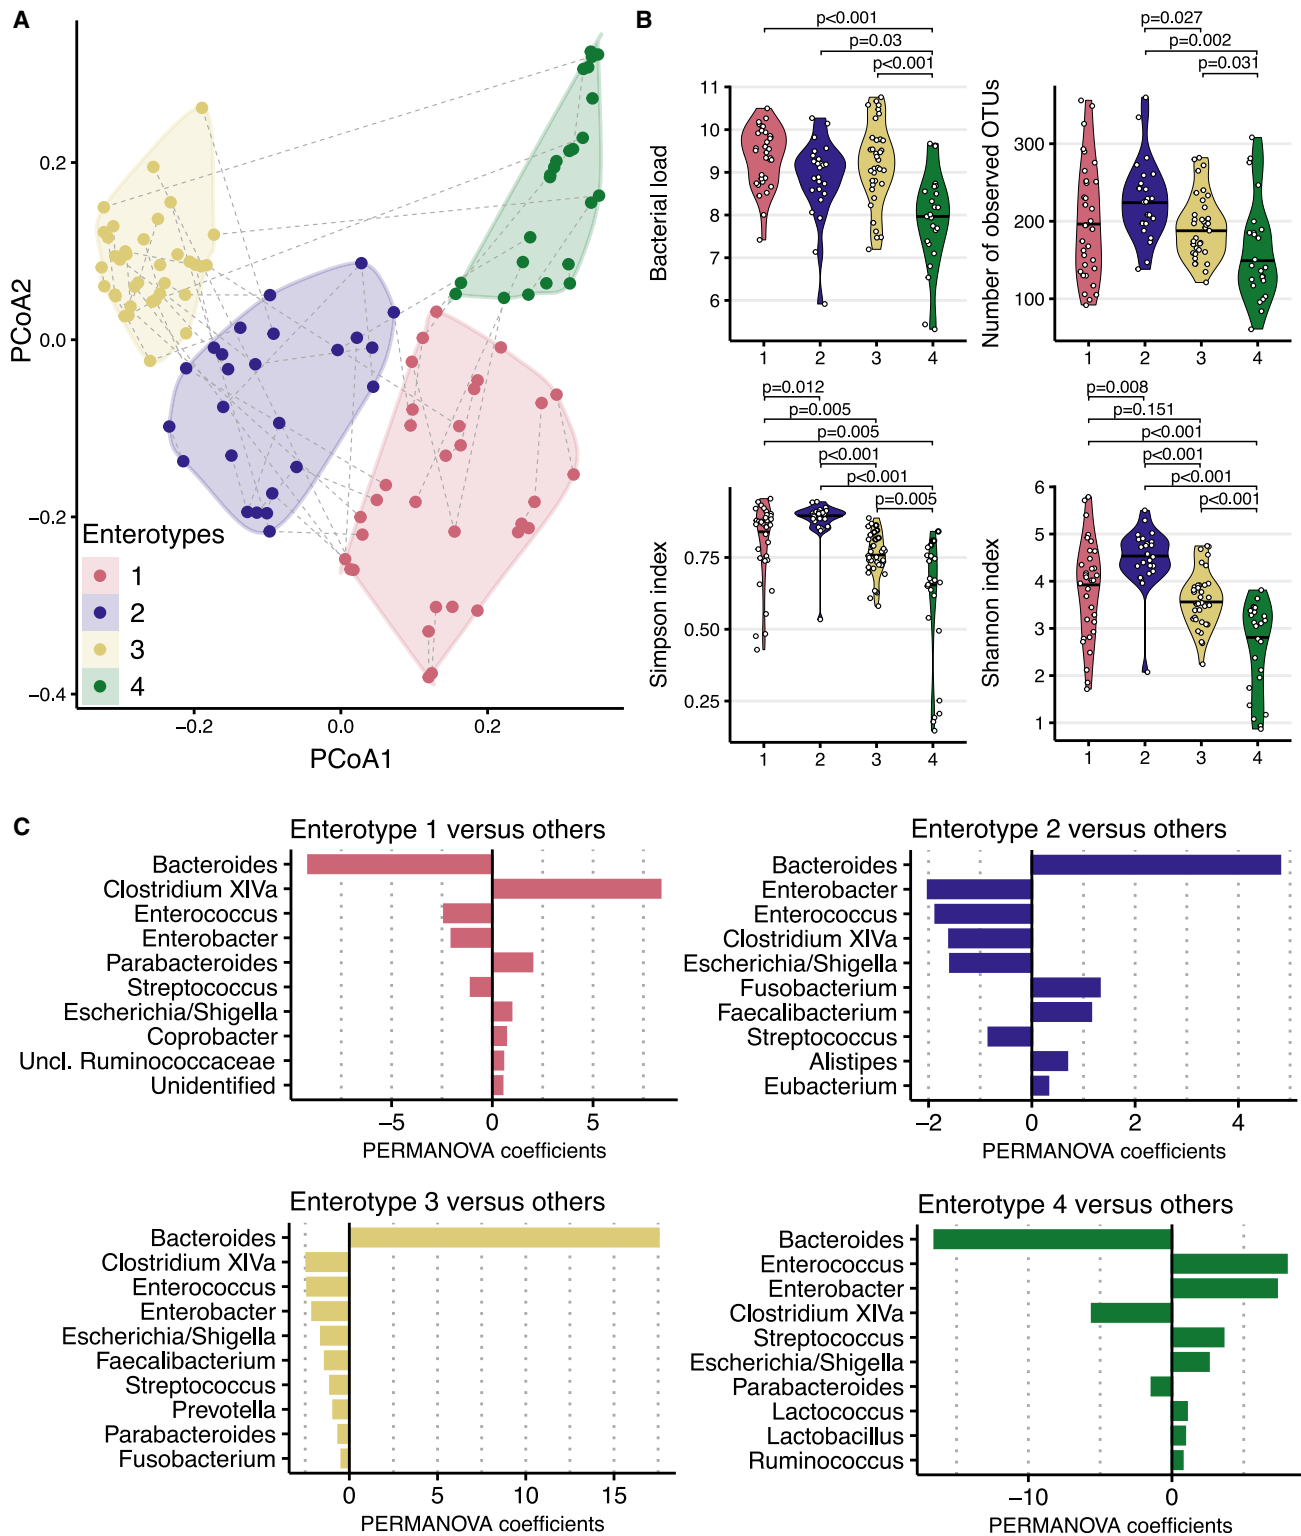 A
PCoA2
0.2
0.0
−0.2
−0.4
−0.2
0.0
0.2
PCoA1
Enterotypes
1
2
3
4
B
p<0.001
p=0.03
p<0.001
Bacterial load
11
10
9
8
7
6
1
2
3
4
p=0.027
p=0.002
p=0.031
Number of observed OTUs
300
200
100
1
2
3
4
p=0.012
p=0.005
p=0.005
p<0.001
p<0.001
p=0.005
Simpson index
0.75
0.50
0.25
1
2
3
4
p=0.008
p=0.151
p<0.001
p<0.001
p<0.001
p<0.001
Shannon index
6
5
4
3
2
1
1
2
3
4
C
Enterotype 1 versus others
Bacteroides
Clostridium XIVa
Enterococcus
Enterobacter
Parabacteroides
Streptococcus
Escherichia/Shigella
Coprobacter
Uncl. Ruminococcaceae
Unidentified
−5
0
5
PERMANOVA coefficients
Enterotype 2 versus others
Bacteroides
Enterobacter
Enterococcus
Clostridium XIVa
Escherichia/Shigella
Fusobacterium
Faecalibacterium
Streptococcus
Alistipes
Eubacterium
−2
0
2
4
PERMANOVA coefficients
Enterotype 3 versus others
Bacteroides
Clostridium XIVa
Enterococcus
Enterobacter
Escherichia/Shigella
Faecalibacterium
Streptococcus
Prevotella
Parabacteroides
Fusobacterium
0
5
10
15
PERMANOVA coefficients
Enterotype 4 versus others
Bacteroides
Enterococcus
Enterobacter
Clostridium XIVa
Streptococcus
Escherichia/Shigella
Parabacteroides
Lactococcus
Lactobacillus
Ruminococcus
−10
0
PERMANOVA coefficients